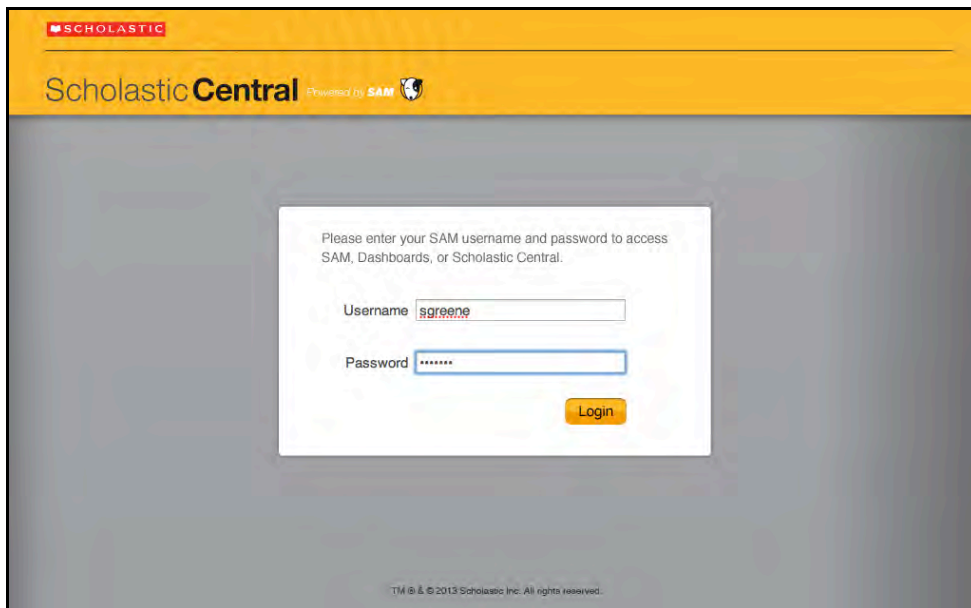 SCHOLASTIC
Scholastic Central Powered by SAM
Please enter your SAM username and password to access
SAM, Dashboards, or Scholastic Central.
Username sgreene
Password •••••••
Login
TM ® & © 2013 Scholastic Inc. All rights reserved.